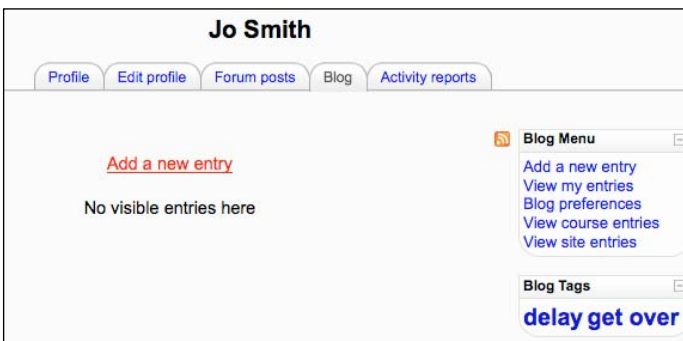 Jo Smith
Profile Edit profile Forum posts Blog Activity reports
Add a new entry
No visible entries here
Blog Menu
Add a new entry
View my entries
Blog preferences
View course entries
View site entries
Blog Tags
delay get over